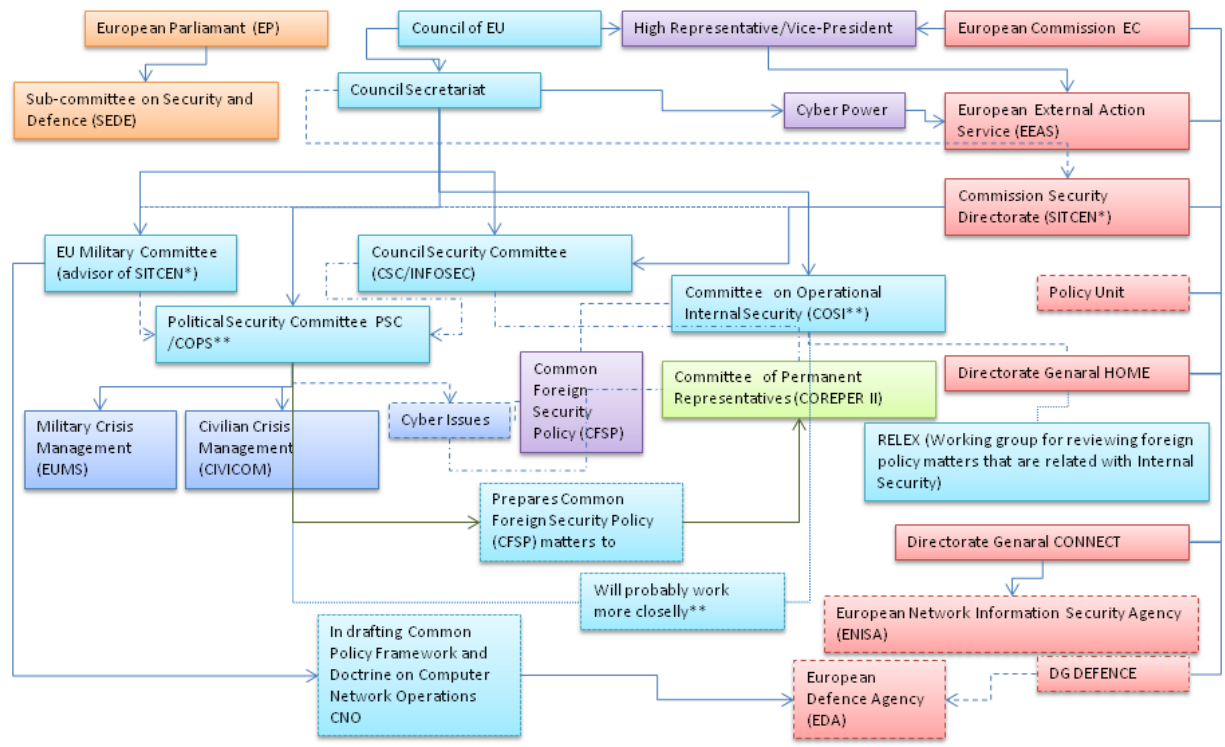 European Parliamant (EP)
Council of EU
High Representative/Vice-President
European Commission EC
Sub-committee on Security and
Defence (SEDE)
Council Secretariat
Cyber Power
European External Action
Service (EEAS)
Commission Security
Directorate (SITCEN*)
EU Military Committee
(advisor of SITCEN*)
Council Security Committee
(CSC/INFOSEC)
Committee on Operational
Internal Security (COSI**)
Policy Unit
Political Security Committee PSC
/COPS**
Common
Foreign
Security
Policy (CFSP)
Committee of Permanent
Representatives (COREPER II)
Directorate Genaral HOME
Military Crisis
Management
(EUMS)
Civilian Crisis
Management
(CIVICOM)
Cyber Issues
RELEX (Working group for reviewing foreign
policy matters that are related with Internal
Security)
Prepares Common
Foreign Security Policy
(CFSP) matters to
Directorate Genaral CONNECT
Will probably work
more closelly**
European Network Information Security Agency
(ENISA)
In drafting Common
Policy Framework and
Doctrine on Computer
Network Operations
CNO
European
Defence Agency
(EDA)
DG DEFENCE